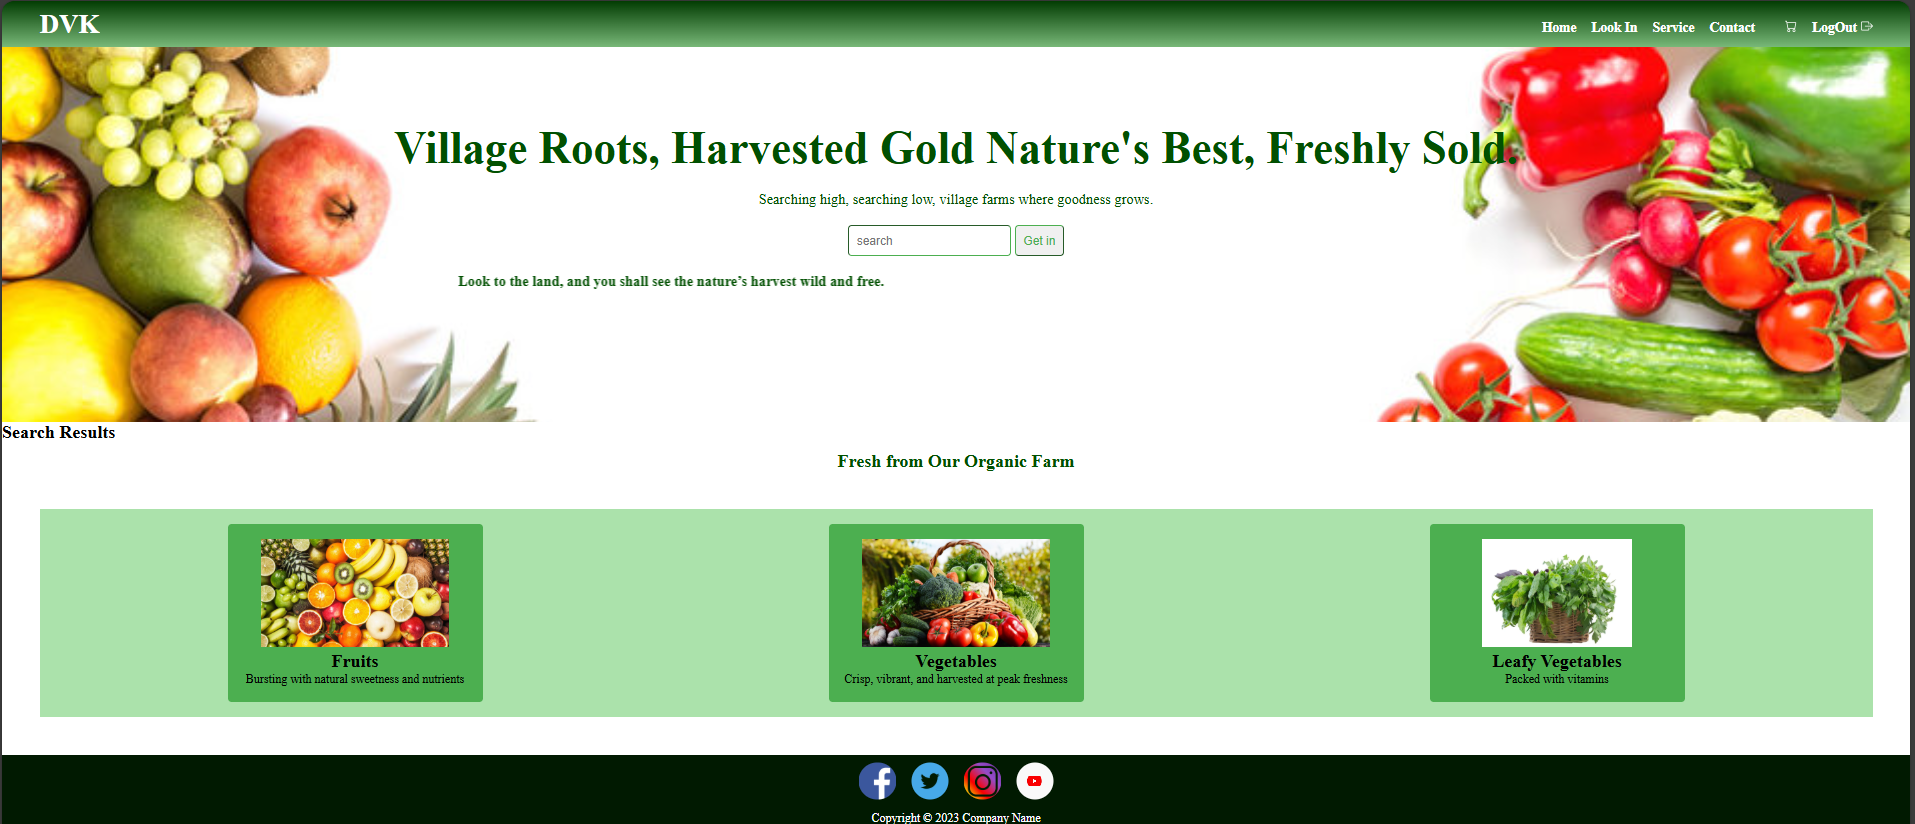 DVK
Home Look In Service Contact LogOut
Village Roots, Harvested Gold Nature's Best, Freshly Sold.
Searching high, searching low, village farms where goodness grows.
search Get in
Look to the land, and you shall see the nature’s harvest wild and free.
Search Results
Fresh from Our Organic Farm
Fruits
Bursting with natural sweetness and nutrients
Vegetables
Crisp, vibrant, and harvested at peak freshness
Leafy Vegetables
Packed with vitamins
Copyright © 2023 Company Name